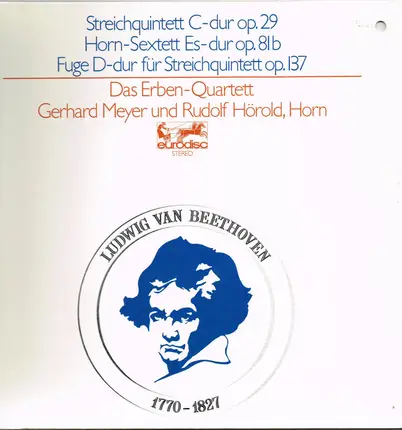 Streichquintett C-dur op. 29
Horn-Sextett Es-dur op. 81b
Fuge D-dur für Streichquintett op. 137
Das Erben-Quartett
Gerhard Meyer und Rudolf Hörold, Horn
eurodisc
STEREO
LUDWIG VAN BEETHOVEN
1770-1827